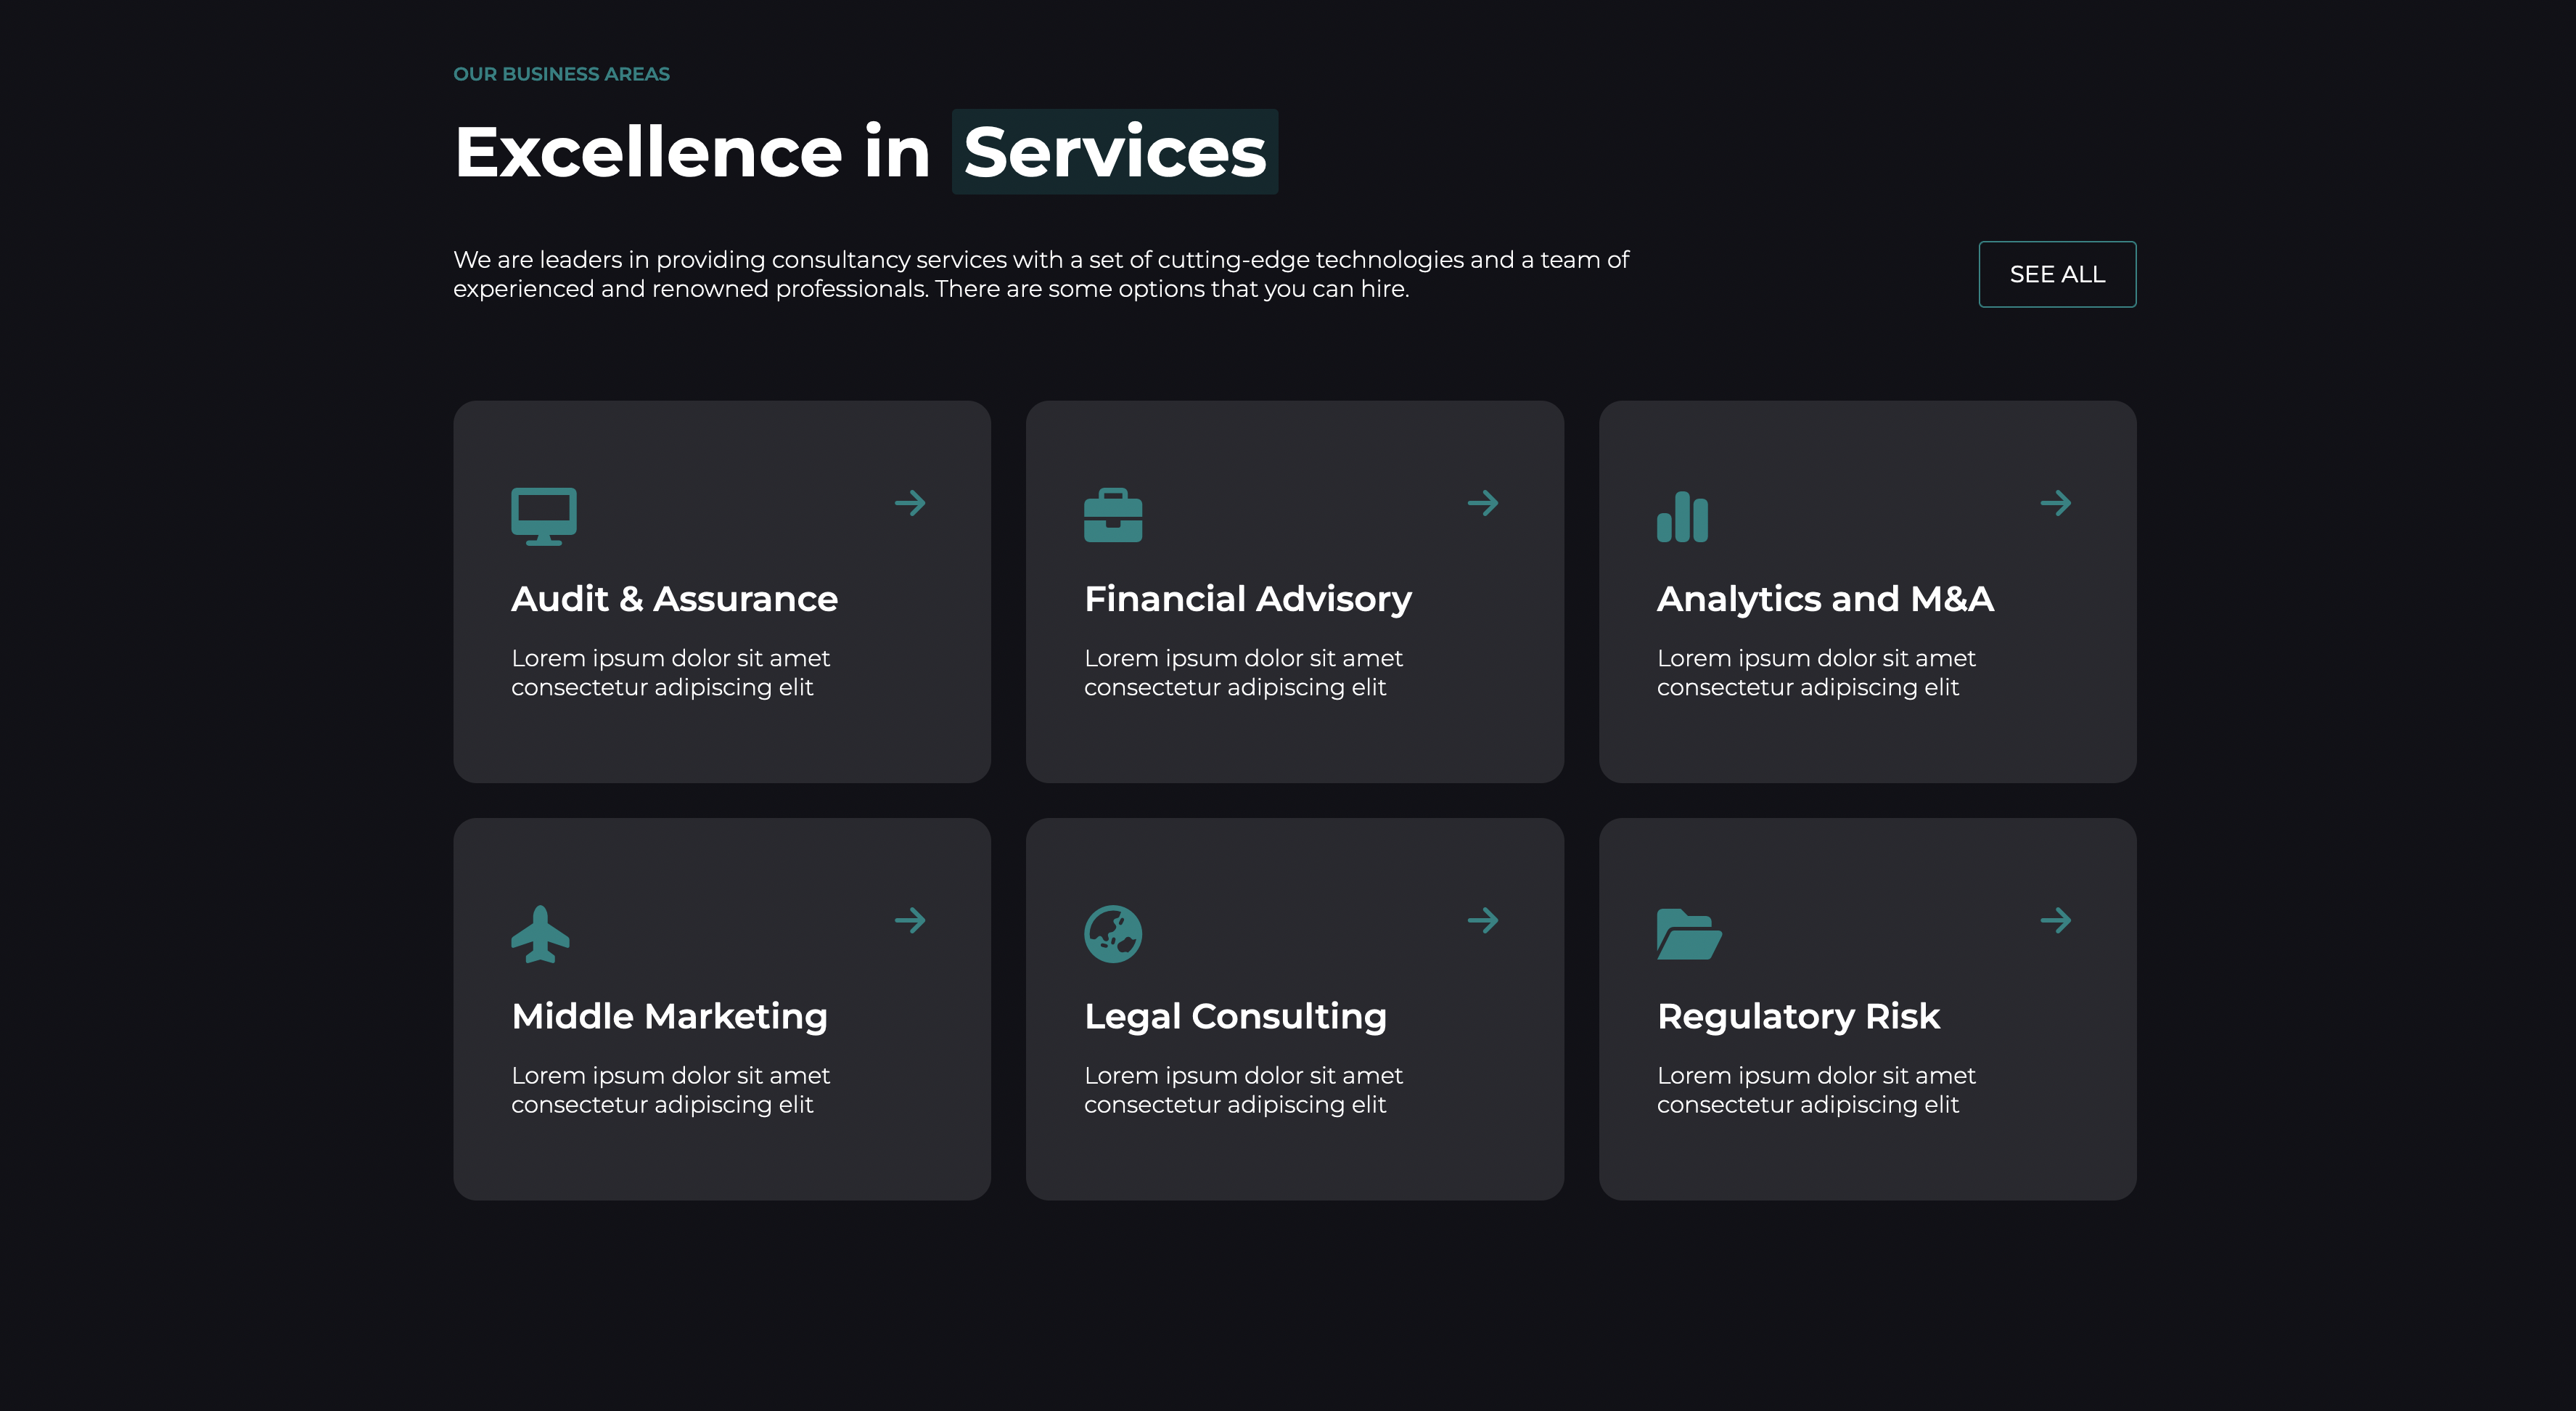 OUR BUSINESS AREAS
Excellence in Services
We are leaders in providing consultancy services with a set of cutting-edge technologies and a team of
experienced and renowned professionals. There are some options that you can hire.
SEE ALL
Audit & Assurance
Lorem ipsum dolor sit amet
consectetur adipiscing elit
Financial Advisory
Lorem ipsum dolor sit amet
consectetur adipiscing elit
Analytics and M&A
Lorem ipsum dolor sit amet
consectetur adipiscing elit
Middle Marketing
Lorem ipsum dolor sit amet
consectetur adipiscing elit
Legal Consulting
Lorem ipsum dolor sit amet
consectetur adipiscing elit
Regulatory Risk
Lorem ipsum dolor sit amet
consectetur adipiscing elit